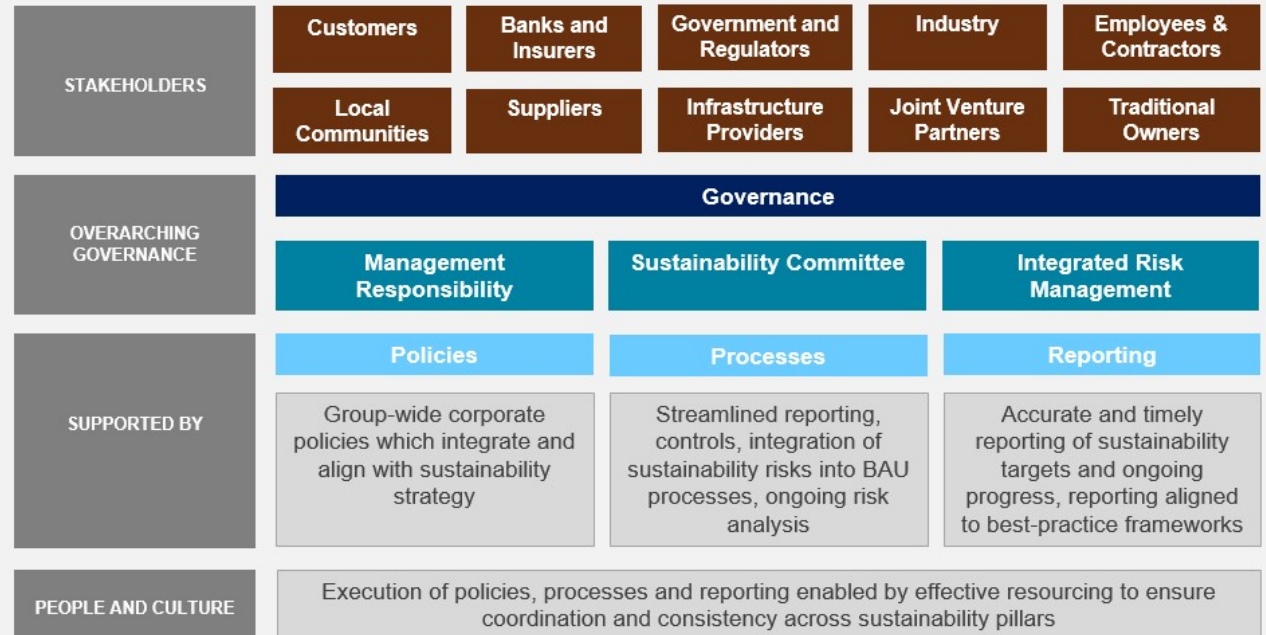 STAKEHOLDERS
Customers
Banks and
Insurers
Government and
Regulators
Industry
Employees &
Contractors
Local
Communities
Suppliers
Infrastructure
Providers
Joint Venture
Partners
Traditional
Owners
OVERARCHING
GOVERNANCE
Governance
Management
Responsibility
Sustainability Committee
Integrated Risk
Management
SUPPORTED BY
Policies
Processes
Reporting
Group-wide corporate
policies which integrate and
align with sustainability
strategy
Streamlined reporting,
controls, integration of
sustainability risks into BAU
processes, ongoing risk
analysis
Accurate and timely
reporting of sustainability
targets and ongoing
progress, reporting aligned
to best-practice frameworks
PEOPLE AND CULTURE
Execution of policies, processes and reporting enabled by effective resourcing to ensure
coordination and consistency across sustainability pillars